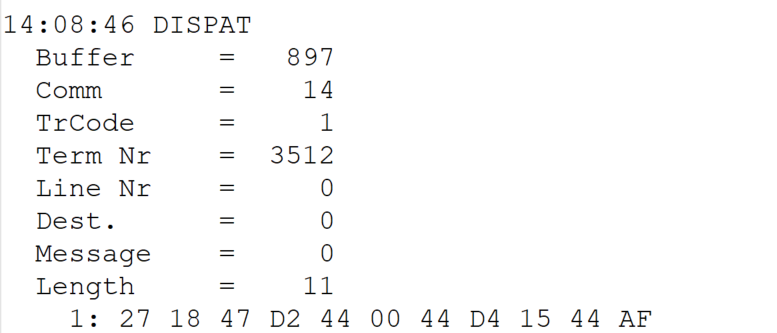 14:08:46 DISPAT
Buffer = 897
Comm = 14
TrCode = 1
Term Nr = 3512
Line Nr = 0
Dest. = 0
Message = 0
Length = 11
1: 27 18 47 D2 44 00 44 D4 15 44 AF